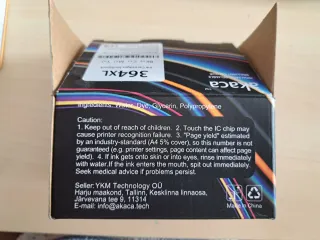 364XL
akaca
Ingredients: Water, Dye, Glycerin, Polypropylene
Caution:
1. Keep out of reach of children. 2. Touch the IC chip may
cause printer recognition failure. 3. "Page yield" estimated
by an industry-standard (A4 5% cover), so this number is not
guaranteed (e.g. printer settings, page content can affect page
yield). 4. If ink gets onto skin or into eyes, rinse immediately
with water.If the ink enters the mouth, spit out immediately.
Seek medical advice if problems persist.
Seller: YKM Technology OÜ
Harju maakond, Tallinn, Kesklinna linnaosa,
Järvevana tee 9, 11314
E-mail: info@akaca.tech
Made in China